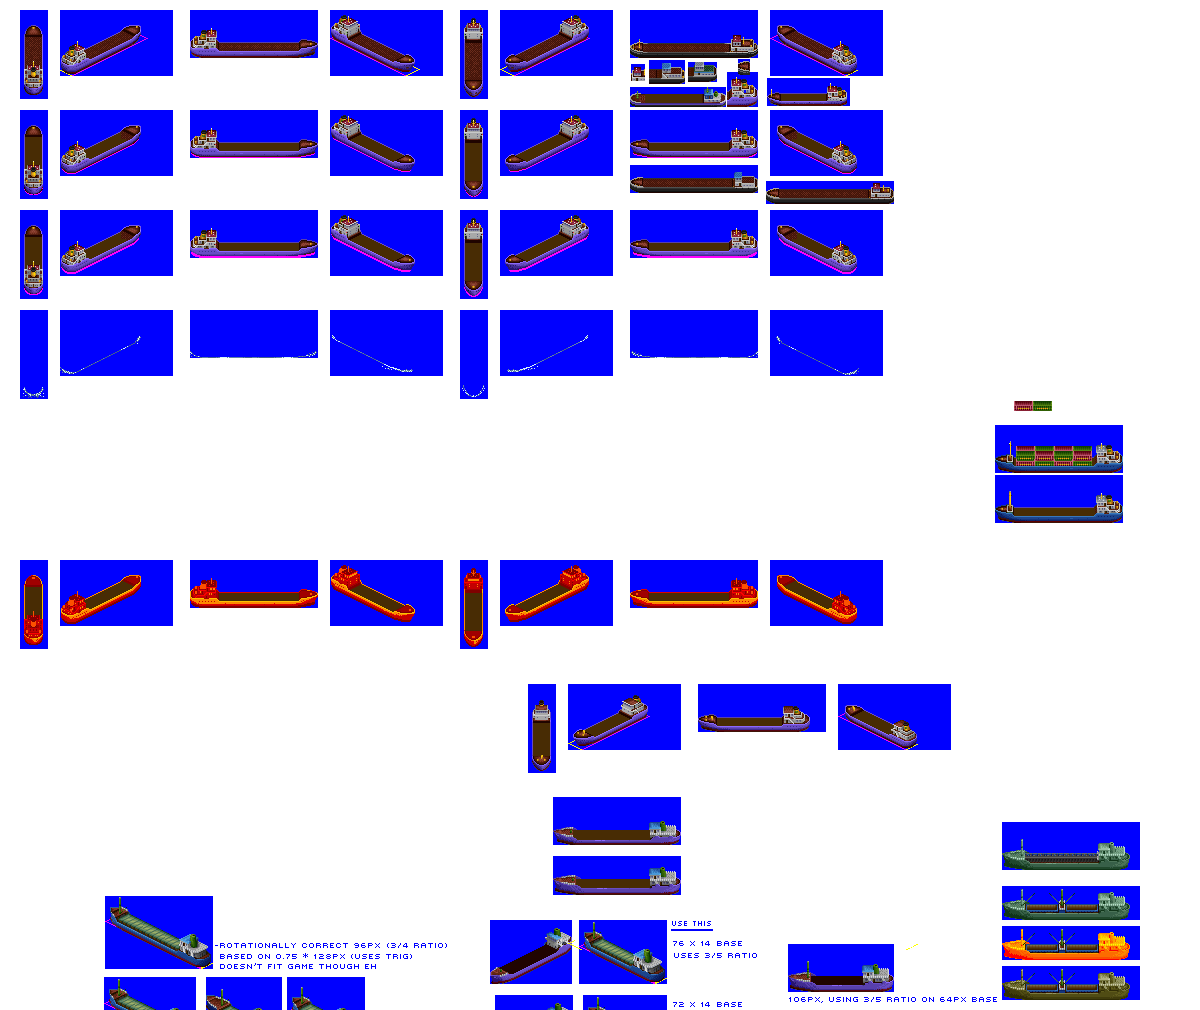 USE THIS
-ROTATIONALLY CORRECT 96PX (3/4 RATIO)
BASED ON 0.75 * 128PX (USES TRIG)
DOESN'T FIT GAME THOUGH EH
76 X 14 BASE
USES 3/5 RATIO
106PX, USING 3/5 RATIO ON 64PX BASE
72 X 14 BASE